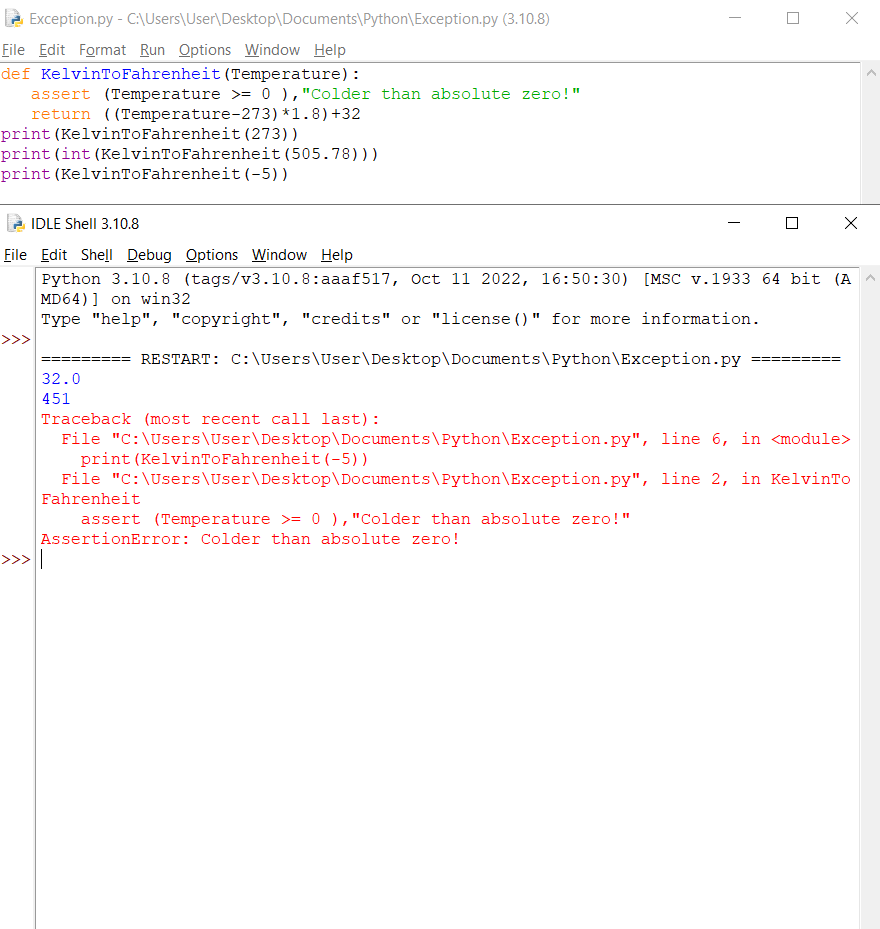 Exception.py - C:\Users\User\Desktop\Documents\Python\Exception.py (3.10.8)
File Edit Format Run Options Window Help
def KelvinToFahrenheit(Temperature):
   assert (Temperature >= 0 ),"Colder than absolute zero!"
   return ((Temperature-273)*1.8)+32
print(KelvinToFahrenheit(273))
print(int(KelvinToFahrenheit(505.78)))
print(KelvinToFahrenheit(-5))
IDLE Shell 3.10.8
File Edit Shell Debug Options Window Help
Python 3.10.8 (tags/v3.10.8:aaaf517, Oct 11 2022, 16:50:30) [MSC v.1933 64 bit (A
MD64)] on win32
Type "help", "copyright", "credits" or "license()" for more information.
>>>
========= RESTART: C:\Users\User\Desktop\Documents\Python\Exception.py =========
32.0
451
Traceback (most recent call last):
  File "C:\Users\User\Desktop\Documents\Python\Exception.py", line 6, in <module>
    print(KelvinToFahrenheit(-5))
  File "C:\Users\User\Desktop\Documents\Python\Exception.py", line 2, in KelvinTo
Fahrenheit
    assert (Temperature >= 0 ),"Colder than absolute zero!"
AssertionError: Colder than absolute zero!
>>>